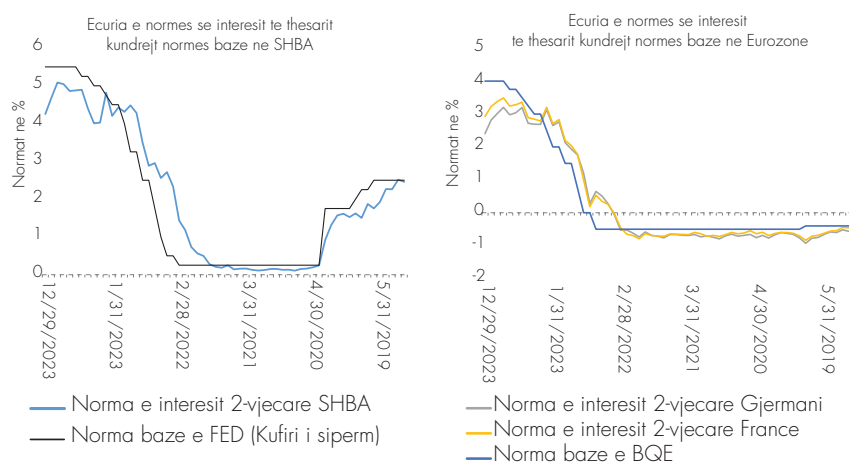 Ecuria e normes se interesit te thesarit
kundrejt normes baze ne SHBA
Normat ne %
6
5
4
3
2
1
0
12/29/2023
1/31/2023
2/28/2022
3/31/2021
4/30/2020
5/31/2019
Norma e interesit 2-vjecare SHBA
Norma baze e FED (Kufiri i siperm)
Ecuria e normes se interesit
te thesarit kundrejt normes baze ne Eurozone
Normat ne %
5
4
3
2
1
0
-1
-2
12/29/2023
1/31/2023
2/28/2022
3/31/2021
4/30/2020
5/31/2019
Norma e interesit 2-vjecare Gjermani
Norma e interesit 2-vjecare France
Norma baze e BQE